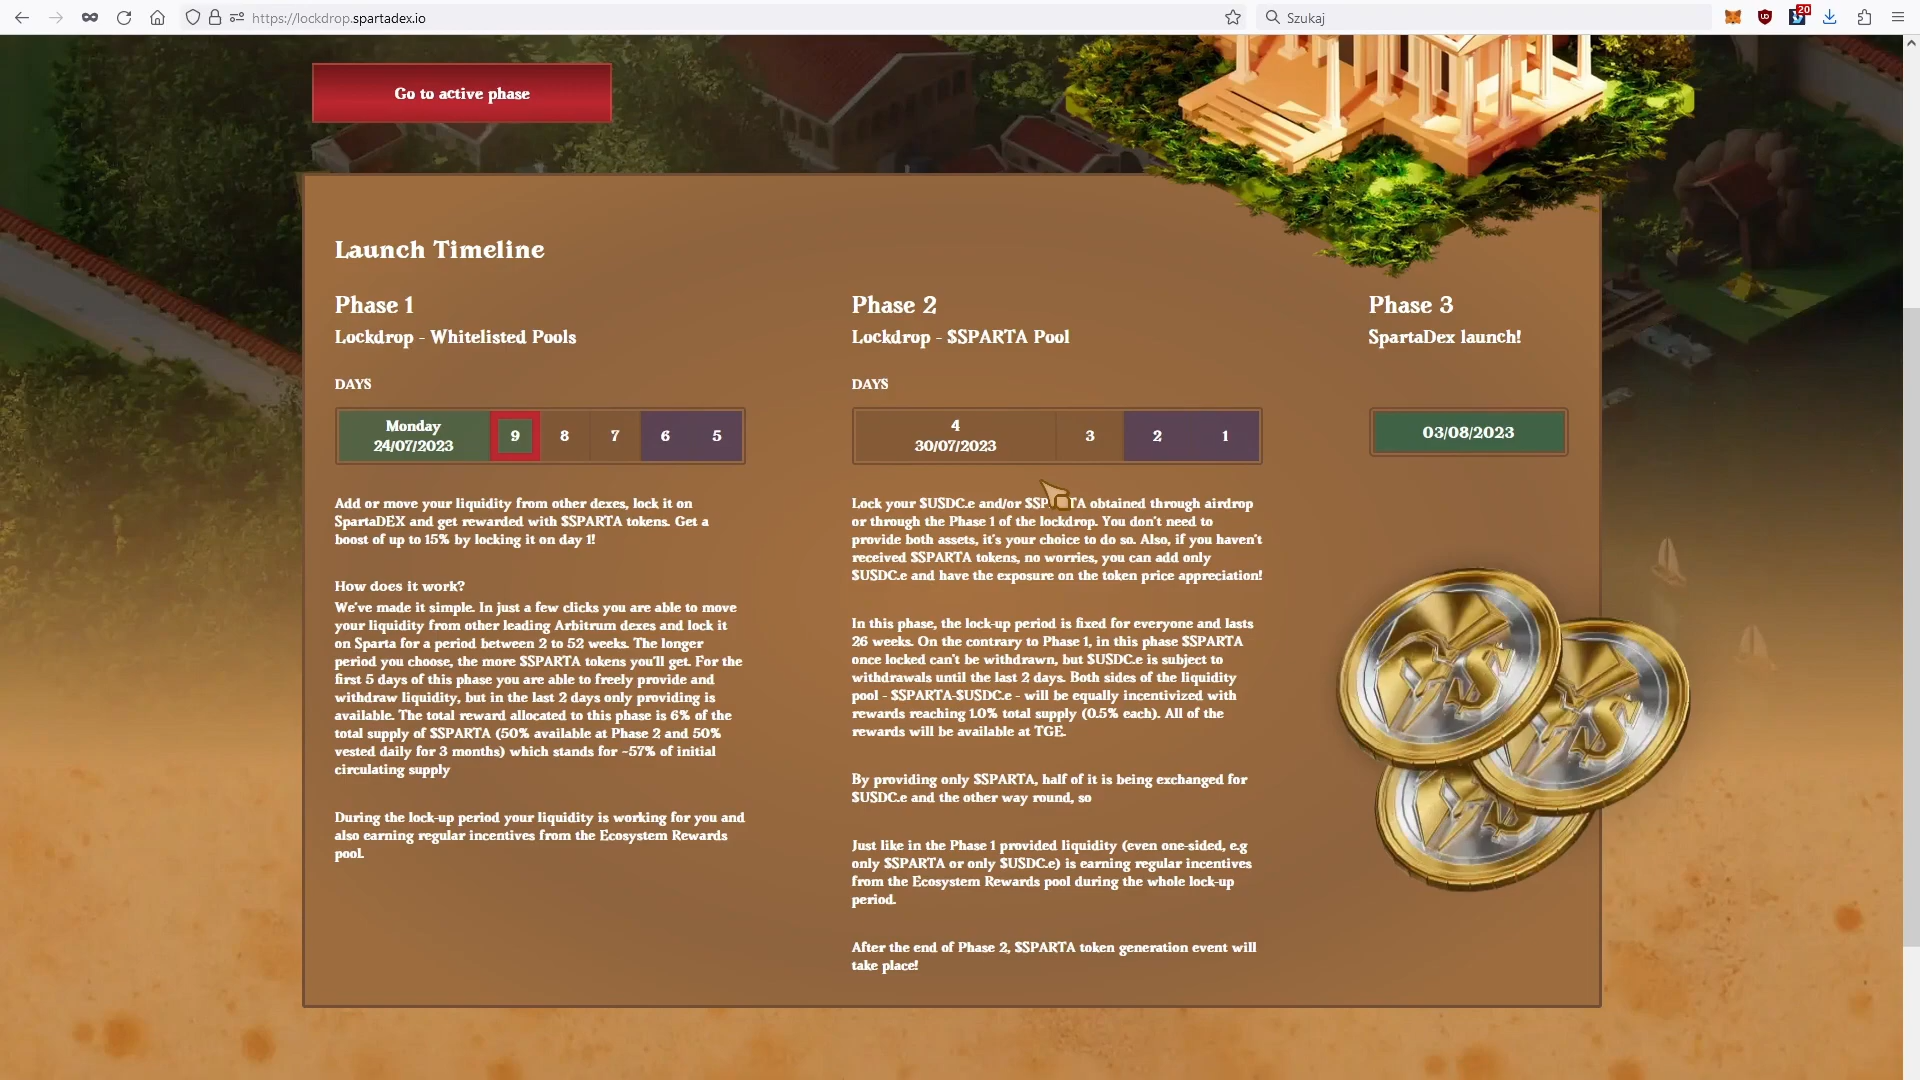 https://lockdrop.spartadex.io
Szukaj
20
Go to active phase
Launch Timeline
Phase 1
Lockdrop - Whitelisted Pools
DAYS
Monday
24/07/2023
9
8
7
6
5
Add or move your liquidity from other dexes, lock it on
SpartaDEX and get rewarded with $SPARTA tokens. Get a
boost of up to 15% by locking it on day 1!
How does it work?
We've made it simple. In just a few clicks you are able to move
your liquidity from other leading Arbitrum dexes and lock it
on Sparta for a period between 2 to 52 weeks. The longer
period you choose, the more $SPARTA tokens you'll get. For the
first 5 days of this phase you are able to freely provide and
withdraw liquidity, but in the last 2 days only providing is
available. The total reward allocated to this phase is 6% of the
total supply of $SPARTA (50% available at Phase 2 and 50%
vested daily for 3 months) which stands for ~57% of initial
circulating supply
During the lock-up period your liquidity is working for you and
also earning regular incentives from the Ecosystem Rewards
pool.
Phase 2
Lockdrop - $SPARTA Pool
DAYS
4
30/07/2023
3
2
1
Lock your $USDC.e and/or $SPARTA obtained through airdrop
or through the Phase 1 of the lockdrop. You don't need to
provide both assets, it's your choice to do so. Also, if you haven't
received $SPARTA tokens, no worries, you can add only
$USDC.e and have the exposure on the token price appreciation!
In this phase, the lock-up period is fixed for everyone and lasts
26 weeks. On the contrary to Phase 1, in this phase $SPARTA
once locked can't be withdrawn, but $USDC.e is subject to
withdrawals until the last 2 days. Both sides of the liquidity
pool - $SPARTA-$USDC.e - will be equally incentivized with
rewards reaching 1.0% total supply (0.5% each). All of the
rewards will be available at TGE.
By providing only $SPARTA, half of it is being exchanged for
$USDC.e and the other way round, so
Just like in the Phase 1 provided liquidity (even one-sided, e.g
only $SPARTA or only $USDC.e) is earning regular incentives
from the Ecosystem Rewards pool during the whole lock-up
period.
After the end of Phase 2, $SPARTA token generation event will
take place!
Phase 3
SpartaDex launch!
03/08/2023